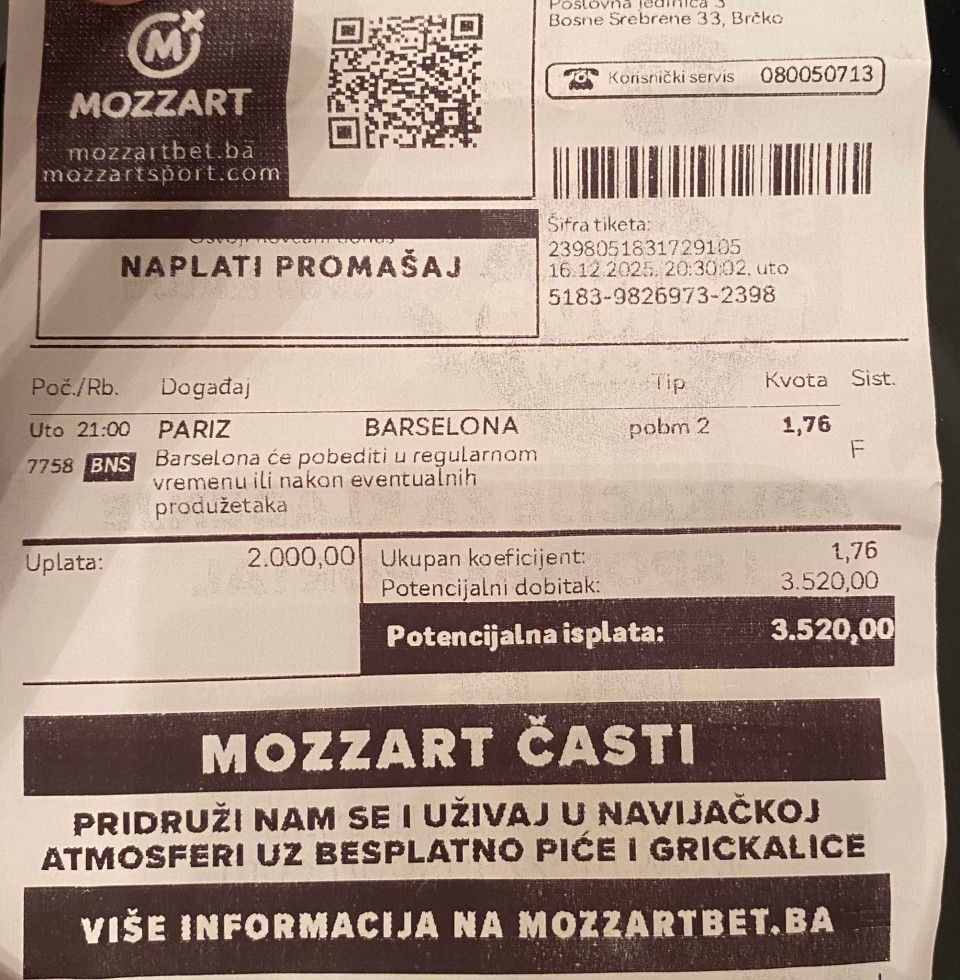 MOZZART
mozzartbet.ba
mozzartsport.com
Poslovna jedinica 3
Bosne Srebrene 33, Brčko
Korisnički servis 080050713
NAPLATI PROMAŠAJ
Šifra tiketa:
2398051831729105
16.12.2025. 20:30:02, uto
5183-9826973-2398
Poč./Rb. Događaj Tip Kvota Sist.
Uto 21:00 PARIZ BARSELONA pobm 2 1,76
F
7758 BNS Barselona će pobediti u regularnom
vremenu ili nakon eventualnih
produžetaka
Uplata: 2.000,00
Ukupan koeficijent: 1,76
Potencijalni dobitak: 3.520,00
Potencijalna isplata: 3.520,00
MOZZART ČASTI
PRIDRUŽI NAM SE I UŽIVAJ U NAVIJAČKOJ
ATMOSFERI UZ BESPLATNO PIĆE I GRICKALICE
VIŠE INFORMACIJA NA MOZZARTBET.BA